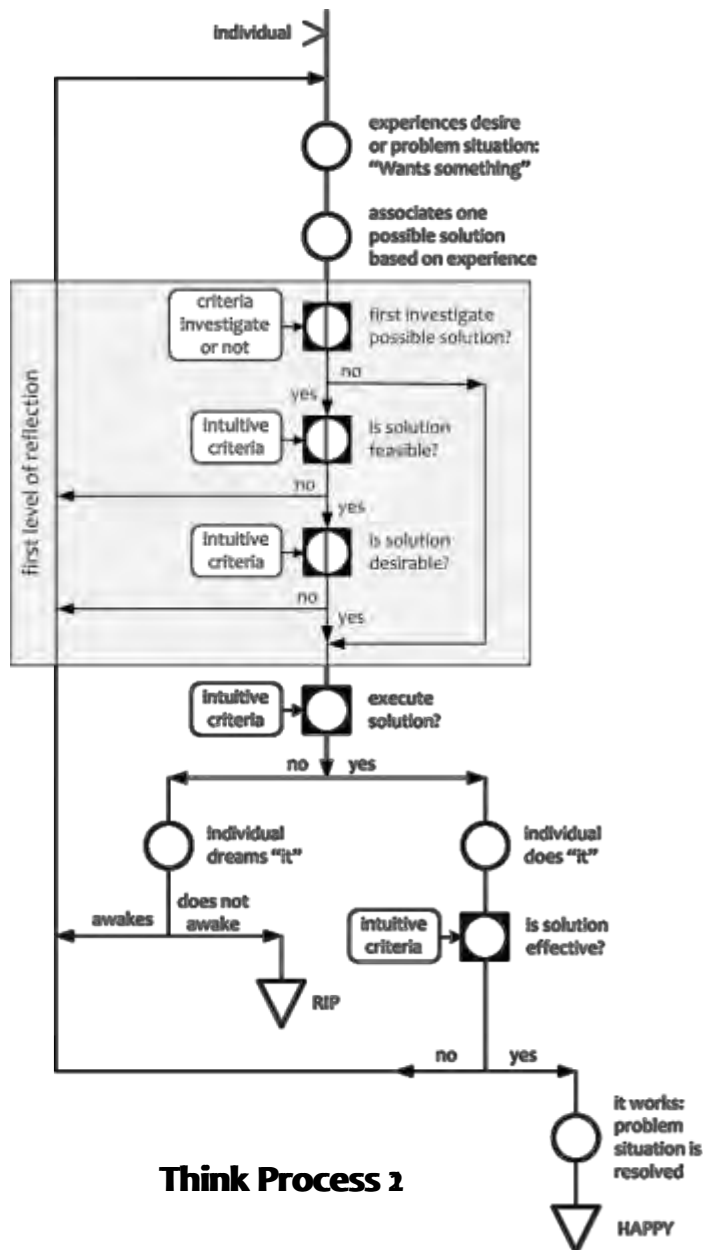 individual
experiences desire
or problem situation:
"Wants something"
associates one
possible solution
based on experience
first level of reflection
criteria
investigate
or not
first investigate
possible solution?
no
yes
intuitive
criteria
is solution
feasible?
no
yes
intuitive
criteria
is solution
desirable?
no
yes
intuitive
criteria
execute
solution?
no
yes
individual
dreams "it"
individual
does "it"
awakes
does not
awake
intuitive
criteria
is solution
effective?
RIP
no
yes
it works:
problem
situation is
resolved
Think Process 2
HAPPY